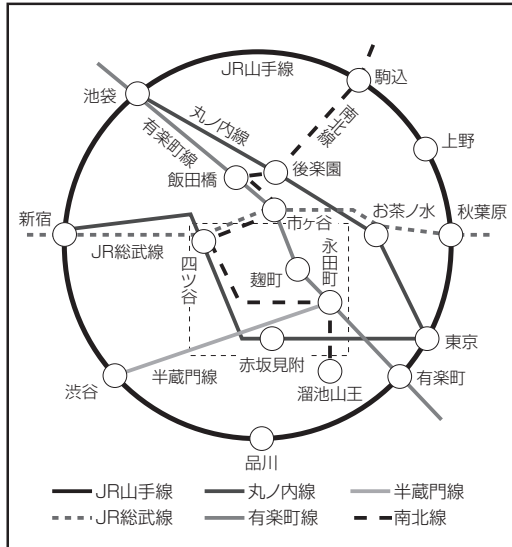 JR山手線
駒込
池袋
丸ノ内線
南北線
有楽町線
上野
後楽園
飯田橋
新宿
お茶ノ水
秋葉原
市ヶ谷
JR総武線
四ツ谷
永田町
麹町
東京
赤坂見附
半蔵門線
渋谷
有楽町
溜池山王
品川
JR山手線 丸ノ内線 半蔵門線
JR総武線 有楽町線 南北線